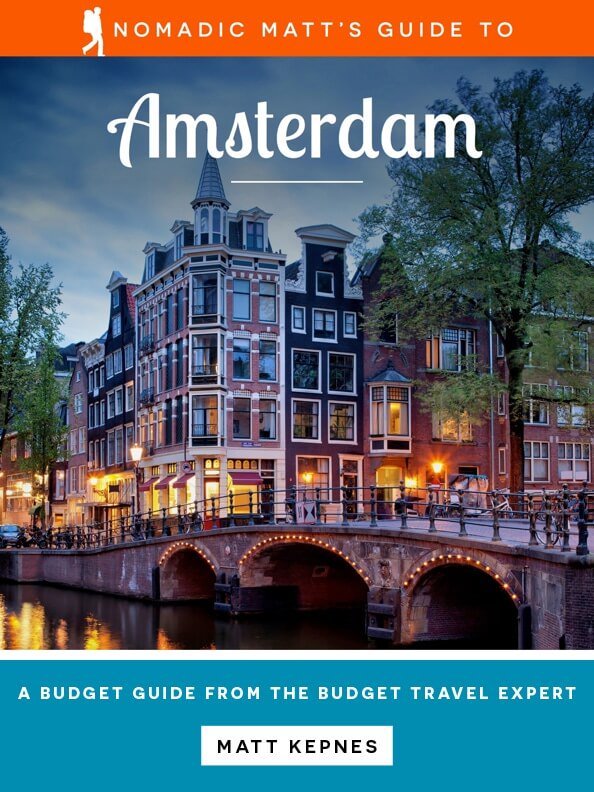 NOMADIC MATT'S GUIDE TO
Amsterdam
A BUDGET GUIDE FROM THE BUDGET TRAVEL EXPERT
MATT KEPNES